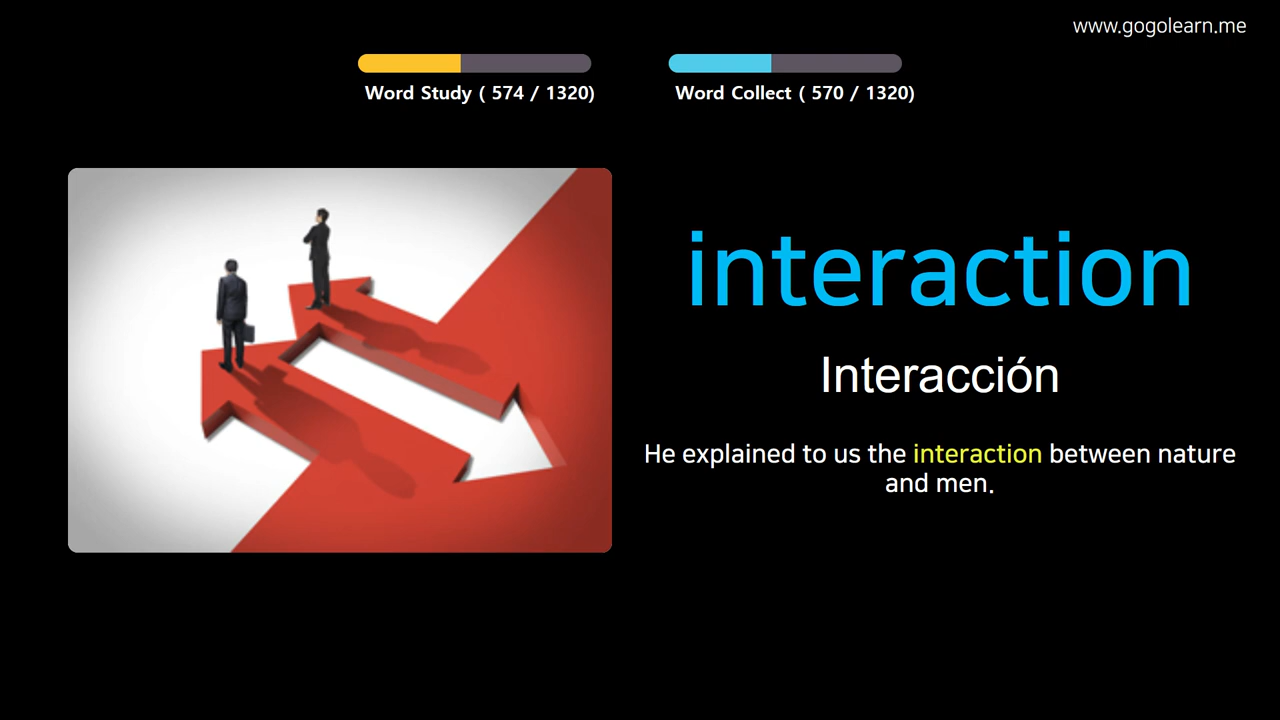 www.gogolearn.me
Word Study ( 574 / 1320)
Word Collect ( 570 / 1320)
interaction
Interacción
He explained to us the interaction between nature
and men.